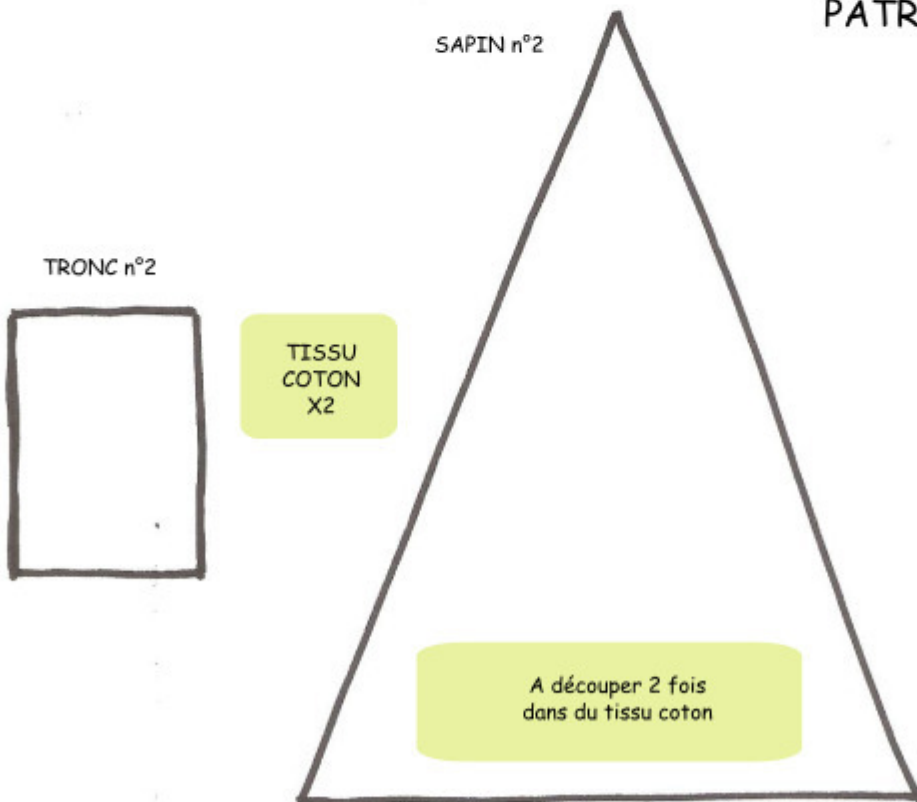 PATR
SAPIN n°2
TRONC n°2
TISSU
COTON
X2
A découper 2 fois
dans du tissu coton